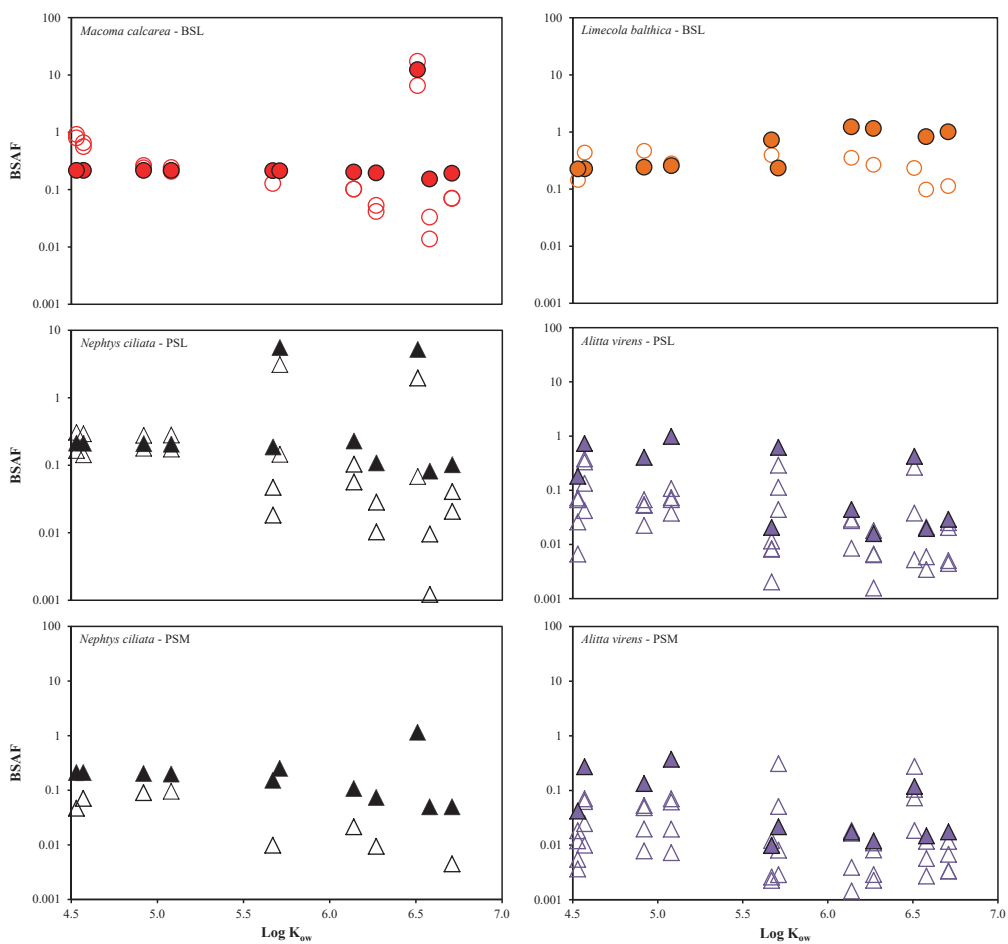 Macoma calcarea - BSL
Limecola balthica - BSL
BSAF
100
10
1
0.1
0.01
0.001
100
10
1
0.1
0.01
0.001
Nephtys ciliata - PSL
Alitta virens - PSL
BSAF
10
1
0.1
0.01
0.001
100
10
1
0.1
0.01
0.001
Nephtys ciliata - PSM
Alitta virens - PSM
BSAF
100
10
1
0.1
0.01
0.001
100
10
1
0.1
0.01
0.001
4.5 5.0 5.5 6.0 6.5 7.0
4.5 5.0 5.5 6.0 6.5 7.0
Log Kow
Log Kow